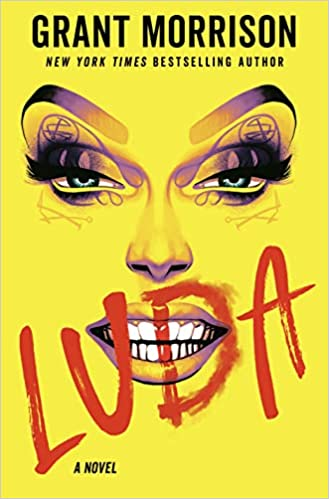 GRANT MORRISON
NEW YORK TIMES BESTSELLING AUTHOR
LUDA
A NOVEL